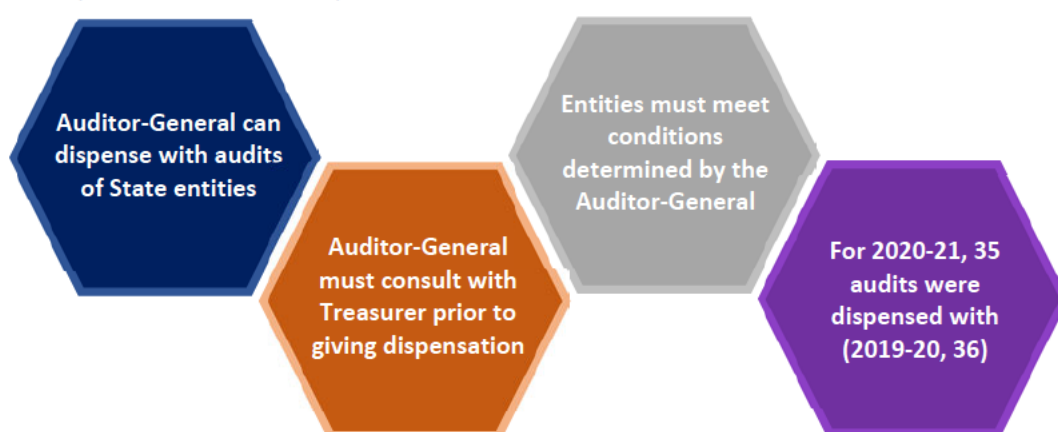 Auditor-General can
dispense with audits
of State entities
Auditor-General
must consult with
Treasurer prior to
giving dispensation
Entities must meet
conditions
determined by the
Auditor-General
For 2020-21, 35
audits were
dispensed with
(2019-20, 36)